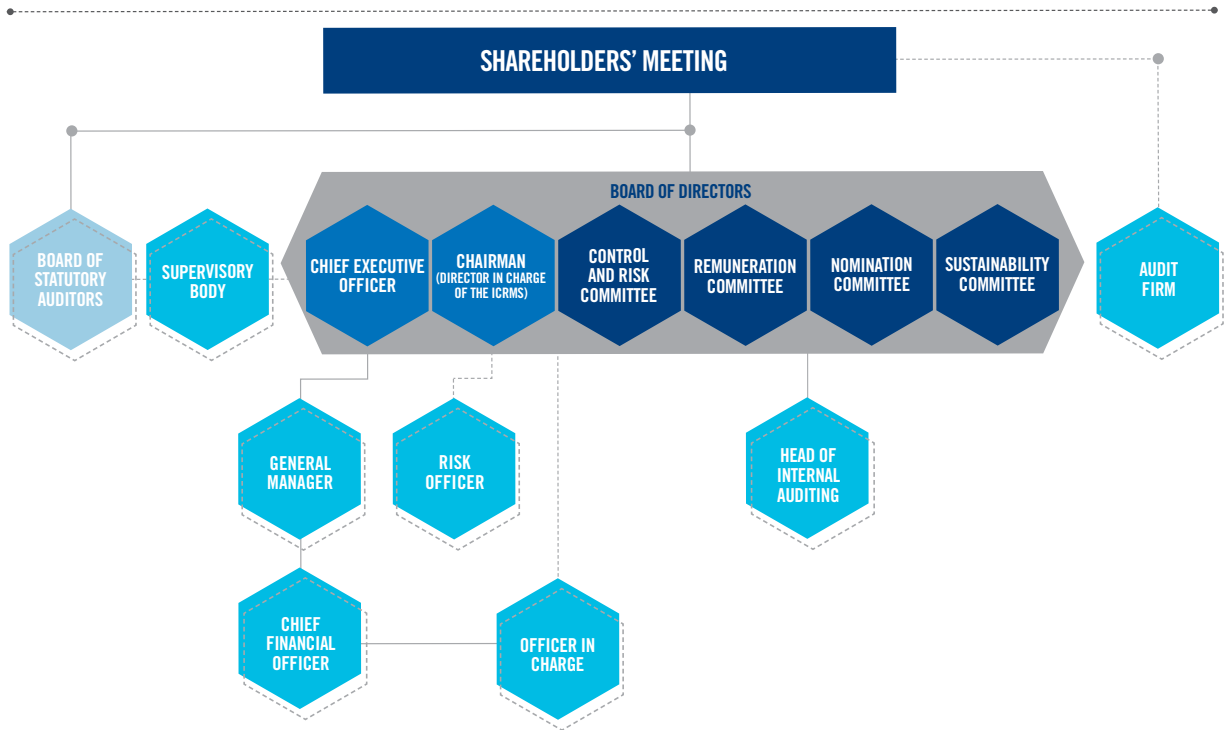 SHAREHOLDERS' MEETING
BOARD OF DIRECTORS
BOARD OF
STATUTORY
AUDITORS
SUPERVISORY
BODY
CHIEF EXECUTIVE
OFFICER
CHAIRMAN
(DIRECTOR IN CHARGE
OF THE ICRMS)
CONTROL
AND RISK
COMMITTEE
REMUNERATION
COMMITTEE
NOMINATION
COMMITTEE
SUSTAINABILITY
COMMITTEE
AUDIT
FIRM
GENERAL
MANAGER
RISK
OFFICER
HEAD OF
INTERNAL
AUDITING
CHIEF
FINANCIAL
OFFICER
OFFICER IN
CHARGE